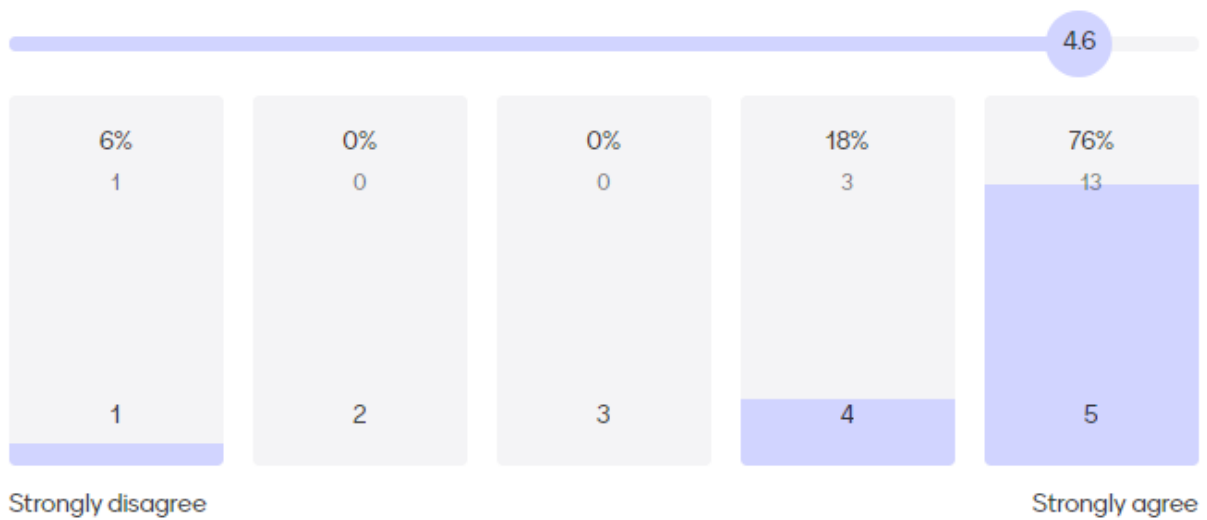 4.6
6% 0% 0% 18% 76%
1 0 0 3 13
1 2 3 4 5
Strongly disagree Strongly agree